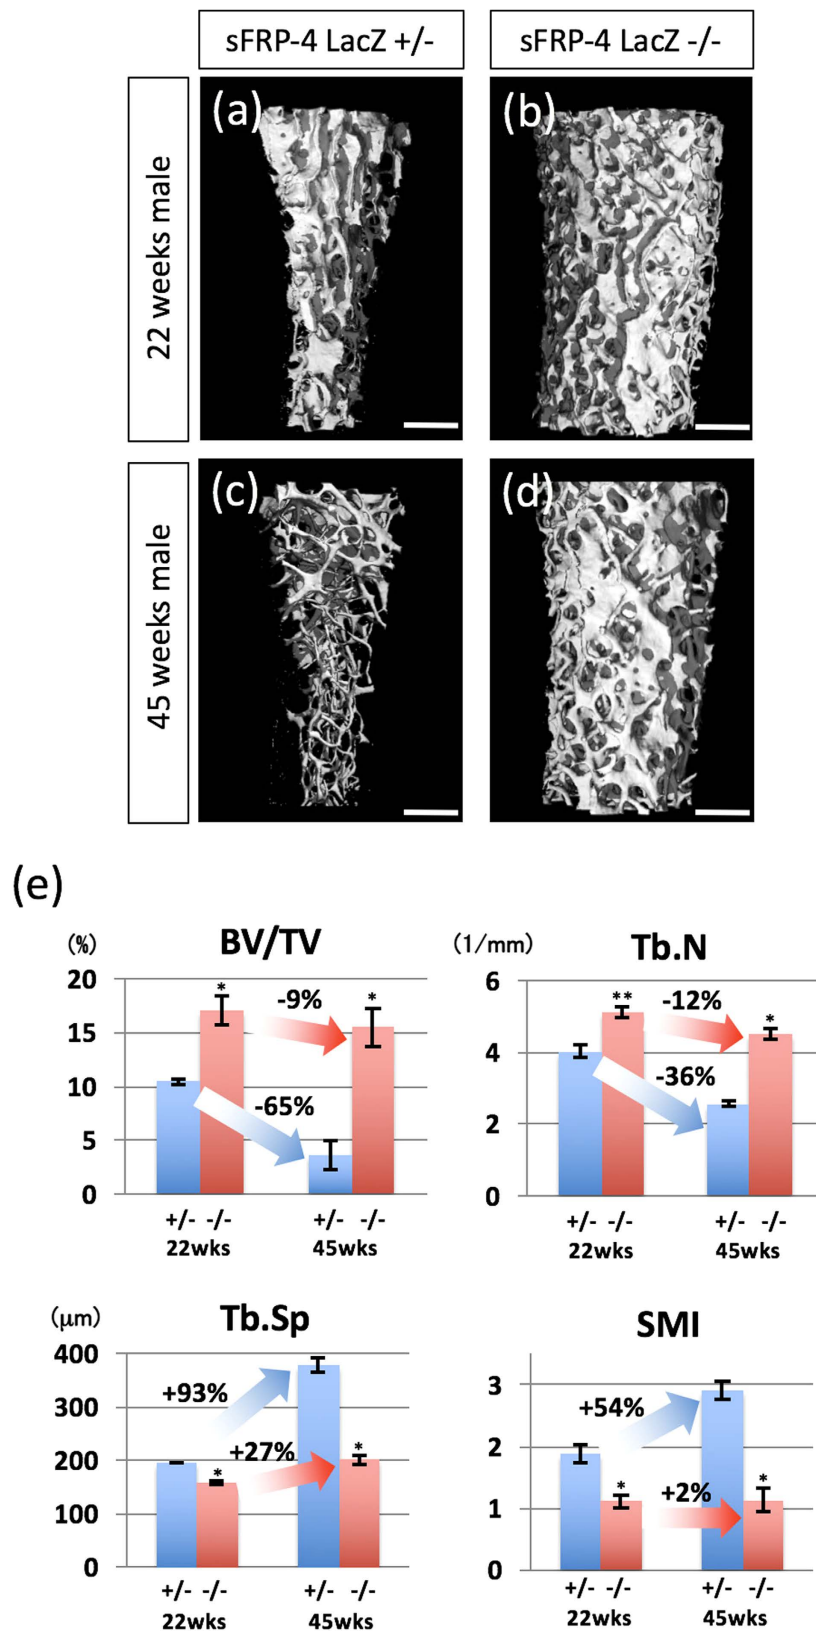 sFRP-4 LacZ +/-
sFRP-4 LacZ -/-
22 weeks male
(a)
(b)
45 weeks male
(c)
(d)
(e)
(%)
BV/TV
20
15
10
5
0
*
-9%
*
-65%
+/- -/-
+/- -/-
22wks
45wks
(1/mm)
Tb.N
6
4
2
0
**
-12%
*
-36%
+/- -/-
+/- -/-
22wks
45wks
(μm)
Tb.Sp
400
300
200
100
0
+93%
+27%
*
*
+/- -/-
+/- -/-
22wks
45wks
SMI
3
2
1
0
+54%
+2%
*
*
+/- -/-
+/- -/-
22wks
45wks